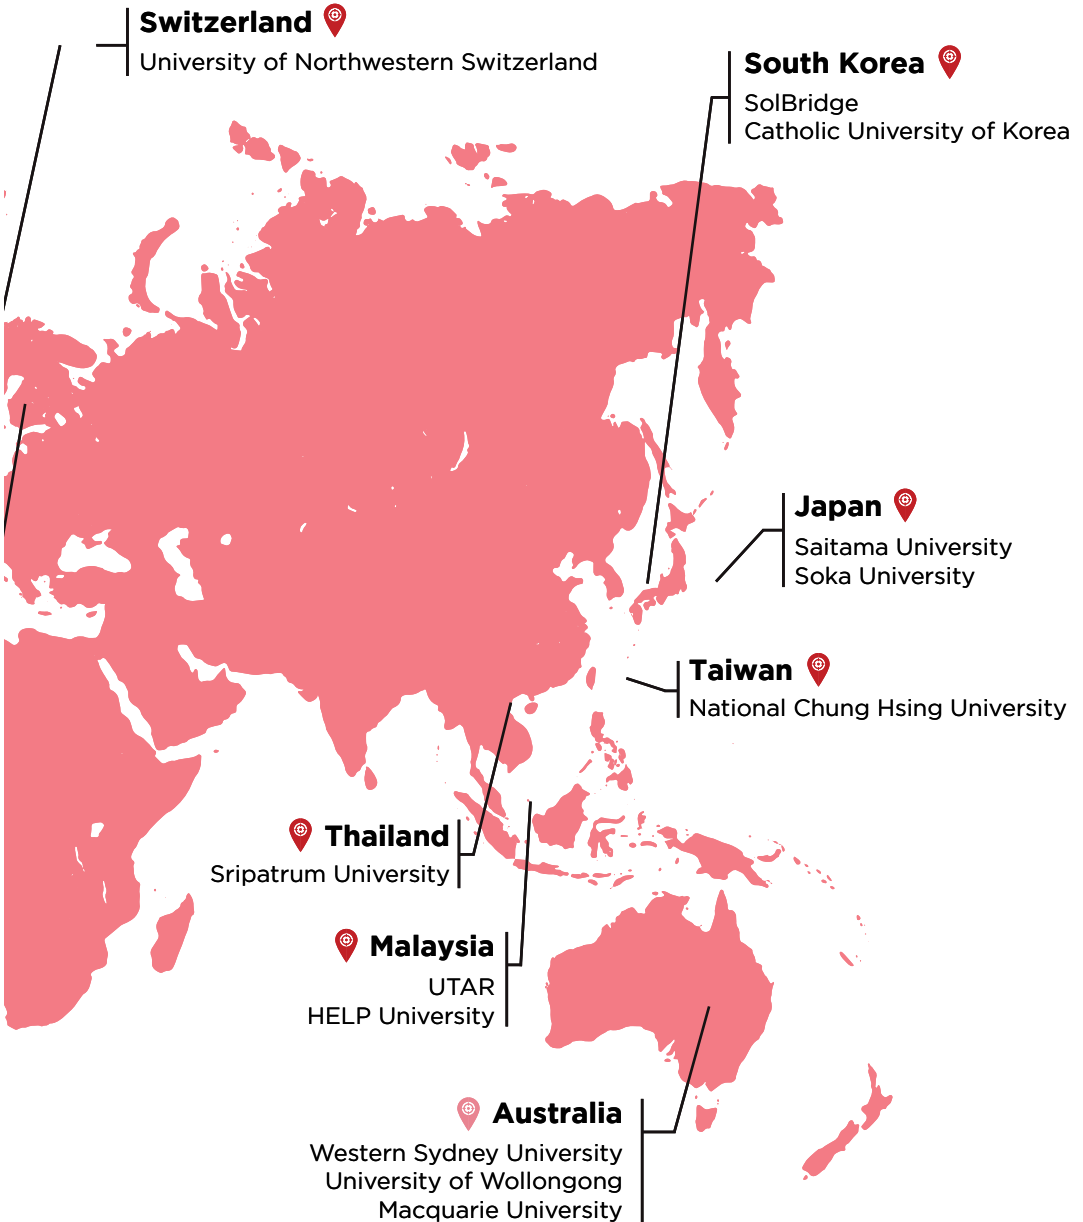 Switzerland
University of Northwestern Switzerland
South Korea
SolBridge
Catholic University of Korea
Japan
Saitama University
Soka University
Taiwan
National Chung Hsing University
Thailand
Sripatrum University
Malaysia
UTAR
HELP University
Australia
Western Sydney University
University of Wollongong
Macquarie University